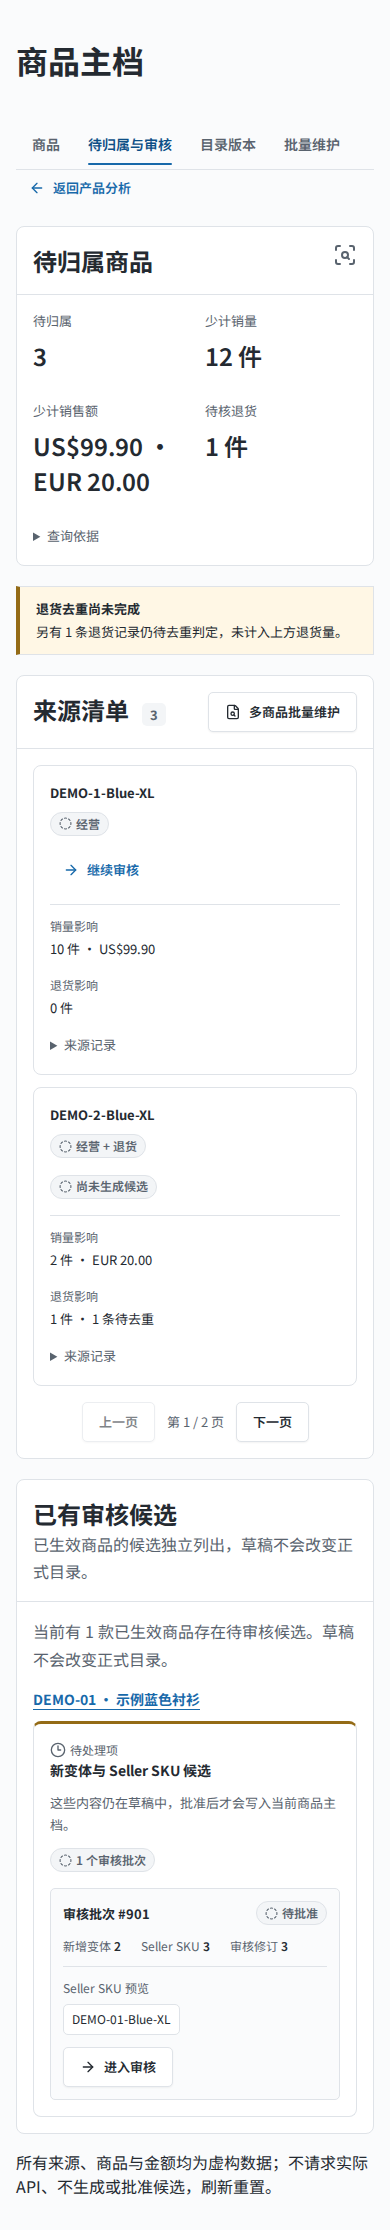 商品主档
商品
待归属与审核
目录版本
批量维护
返回产品分析
待归属商品
待归属
少计销量
3
12 件
少计销售额
待核退货
US$99.90 •
EUR 20.00
1 件
查询依据
退货去重尚未完成
另有 1 条退货记录仍待去重判定，未计入上方退货量。
来源清单
3
多商品批量维护
DEMO-1-Blue-XL
经营
继续审核
销量影响
10 件 • US$99.90
退货影响
0 件
来源记录
DEMO-2-Blue-XL
经营 + 退货
尚未生成候选
销量影响
2 件 • EUR 20.00
退货影响
1 件 • 1 条待去重
来源记录
上一页
第 1 / 2 页
下一页
已有审核候选
已生效商品的候选独立列出，草稿不会改变正
式目录。
当前有 1 款已生效商品存在待审核候选。草稿
不会改变正式目录。
DEMO-01 • 示例蓝色衬衫
待处理项
新变体与 Seller SKU 候选
这些内容仍在草稿中，批准后才会写入当前商品主
档。
1 个审核批次
审核批次 #901
待批准
新增变体 2
Seller SKU 3
审核修订 3
Seller SKU 预览
DEMO-01-Blue-XL
进入审核
所有来源、商品与金额均为虚构数据；不请求实际
API、不生成或批准候选，刷新重置。